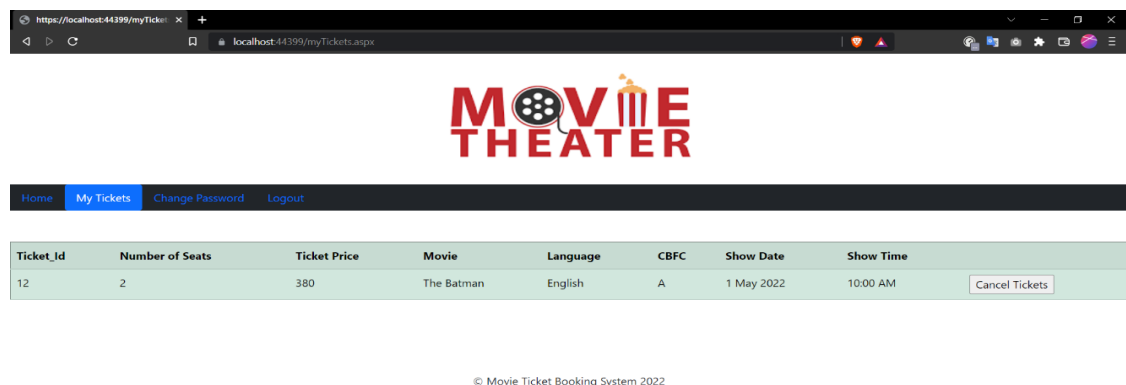 https://localhost:44399/myTicket
localhost:44399/myTickets.aspx
MOVIE
THEATER
Home My Tickets Change Password Logout
Ticket_Id Number of Seats Ticket Price Movie Language CBFC Show Date Show Time
12 2 380 The Batman English A 1 May 2022 10:00 AM Cancel Tickets
© Movie Ticket Booking System 2022